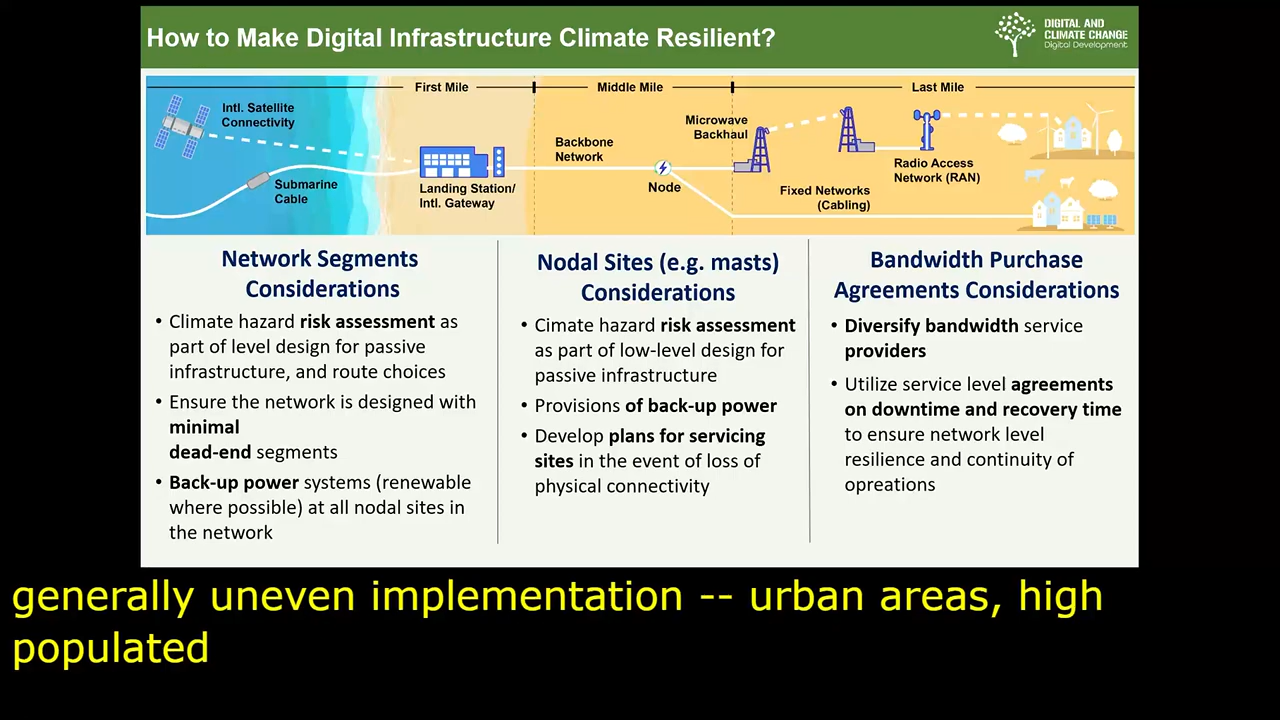 How to Make Digital Infrastructure Climate Resilient?
DIGITAL AND
CLIMATE CHANGE
Digital Development
First Mile
Middle Mile
Last Mile
Intl. Satellite
Connectivity
Submarine
Cable
Landing Station/
Intl. Gateway
Backbone
Network
Node
Microwave
Backhaul
Fixed Networks
(Cabling)
Radio Access
Network (RAN)
Network Segments
Considerations
• Climate hazard risk assessment as
part of level design for passive
infrastructure, and route choices
• Ensure the network is designed with
minimal
dead-end segments
• Back-up power systems (renewable
where possible) at all nodal sites in
the network
Nodal Sites (e.g. masts)
Considerations
• Cimate hazard risk assessment
as part of low-level design for
passive infrastructure
• Provisions of back-up power
• Develop plans for servicing
sites in the event of loss of
physical connectivity
Bandwidth Purchase
Agreements Considerations
• Diversify bandwidth service
providers
• Utilize service level agreements
on downtime and recovery time
to ensure network level
resilience and continuity of
opreations
generally uneven implementation -- urban areas, high
populated